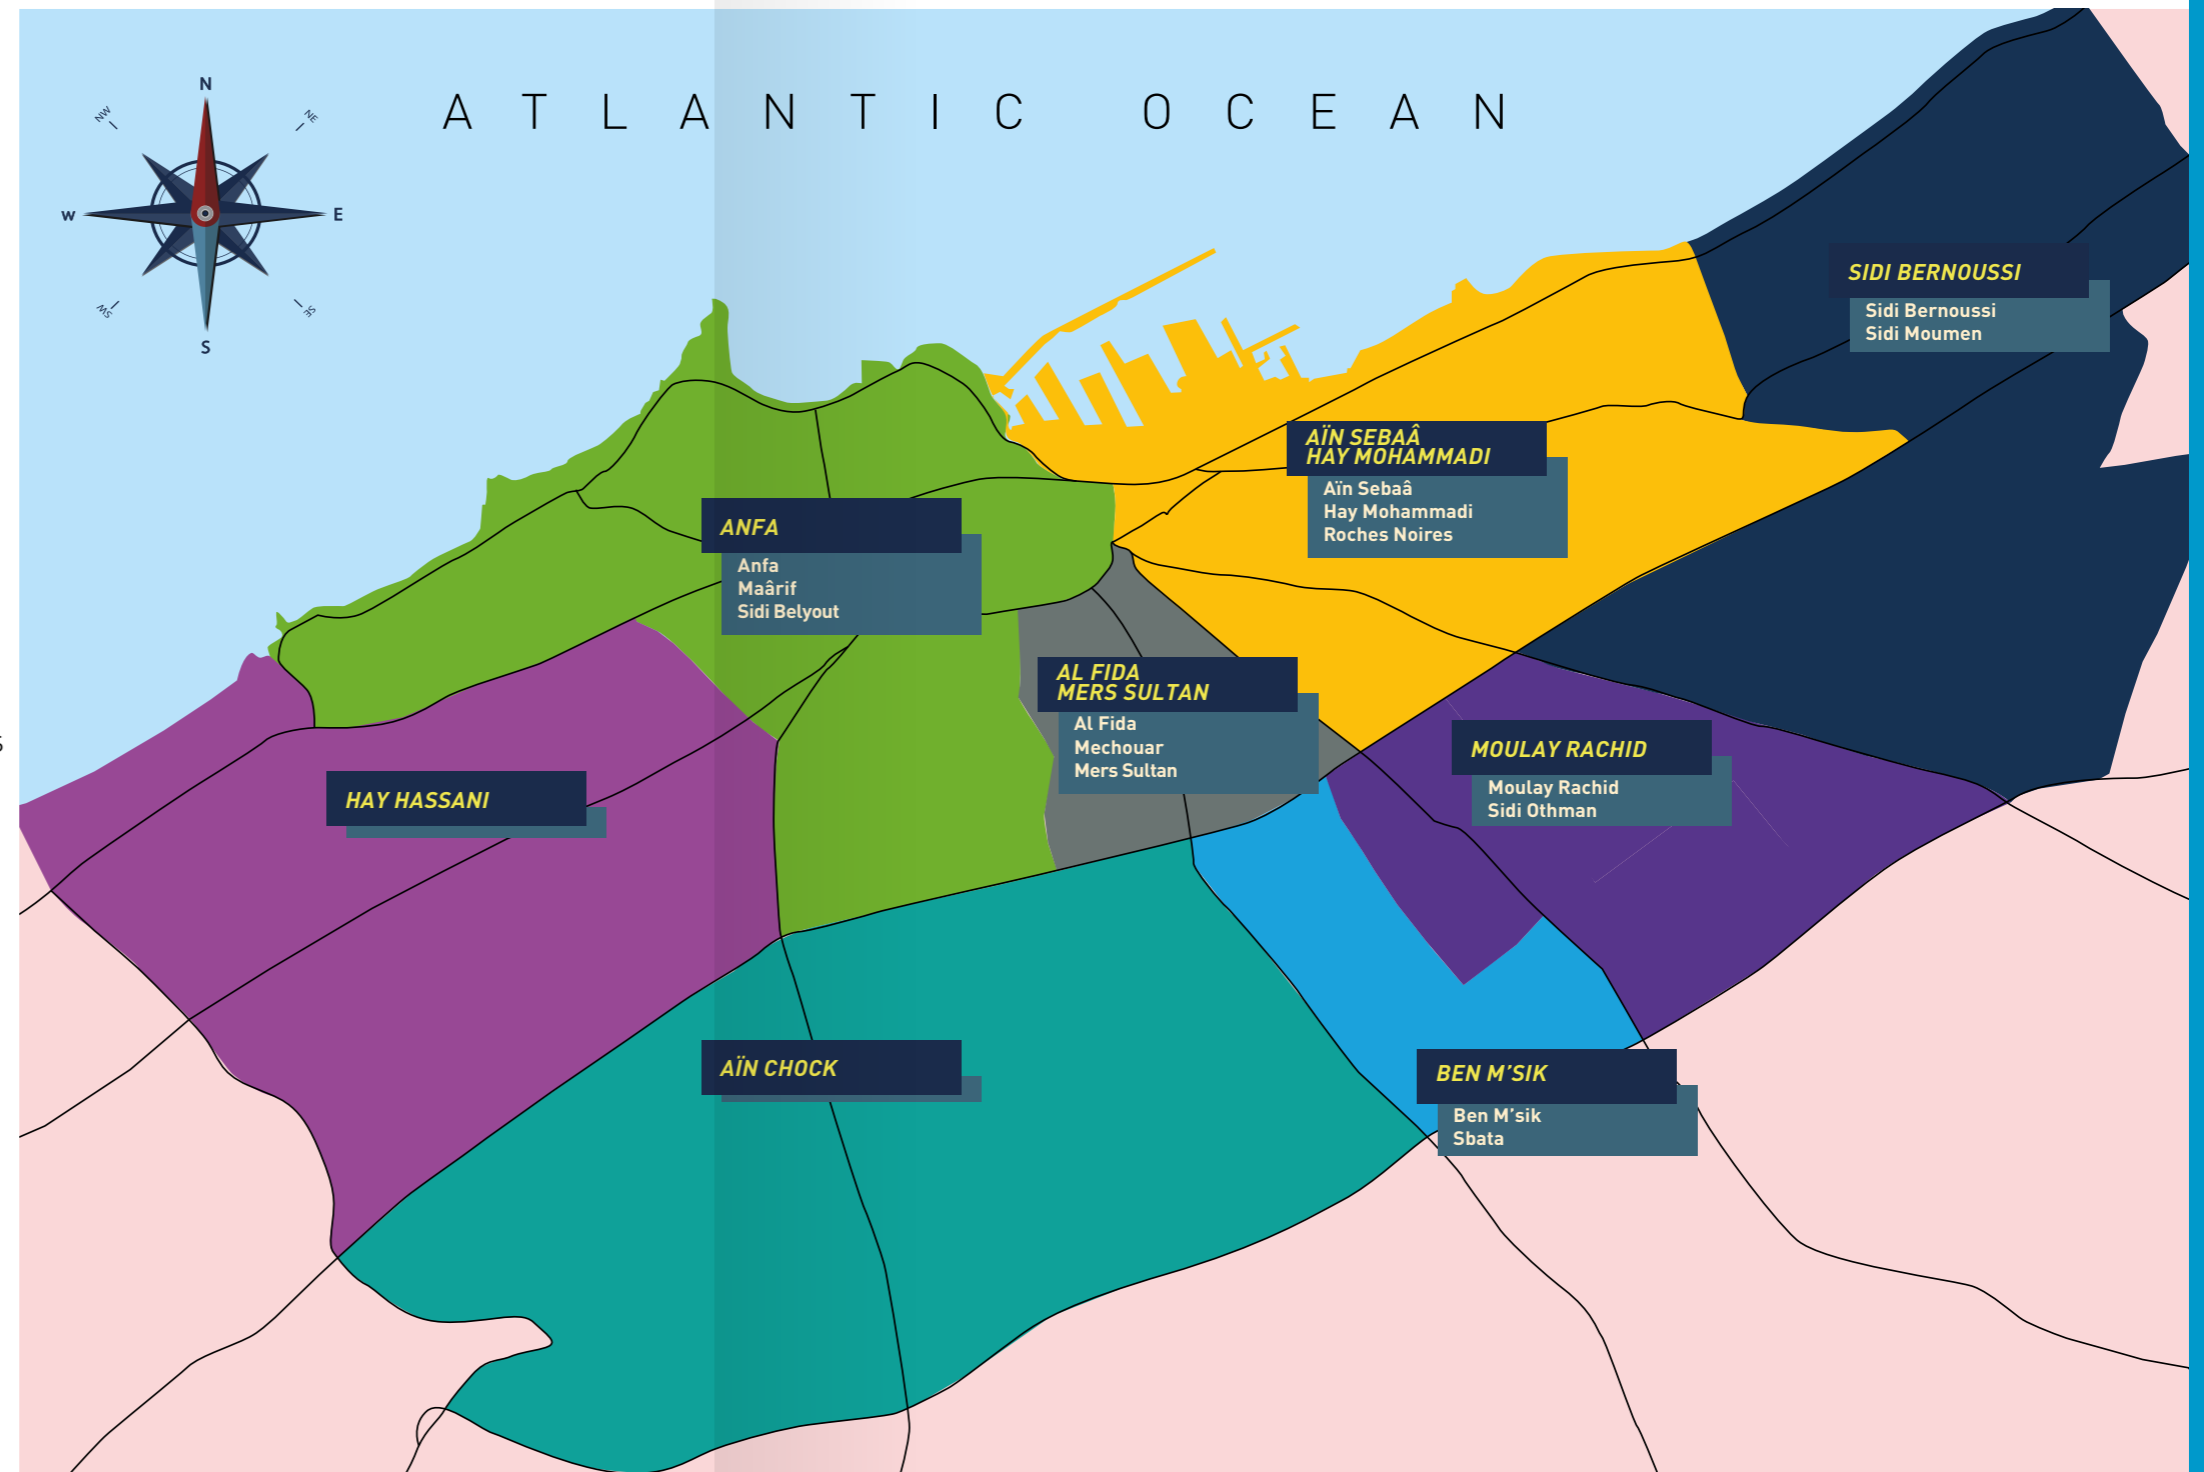 ATLANTIC OCEAN
N
NW
NE
W
E
SW
SE
S
SIDI BERNOUSSI
Sidi Bernoussi
Sidi Moumen
AÏN SEBAÂ
HAY MOHAMMADI
Aïn Sebaâ
Hay Mohammadi
Roches Noires
ANFA
Anfa
Maârif
Sidi Belyout
AL FIDA
MERS SULTAN
Al Fida
Mechouar
Mers Sultan
MOULAY RACHID
Moulay Rachid
Sidi Othman
HAY HASSANI
AÏN CHOCK
BEN M’SIK
Ben M’sik
Sbata